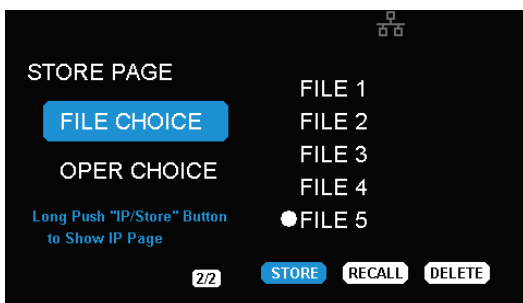 STORE PAGE
FILE CHOICE
OPER CHOICE
Long Push "IP/Store" Button
to Show IP Page
2/2
FILE 1
FILE 2
FILE 3
FILE 4
FILE 5
STORE
RECALL
DELETE